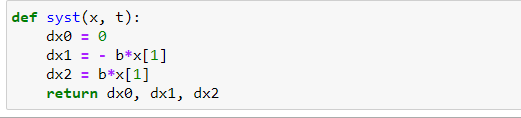 def syst(x, t):
    dx0 = 0
    dx1 = - b*x[1]
    dx2 = b*x[1]
    return dx0, dx1, dx2